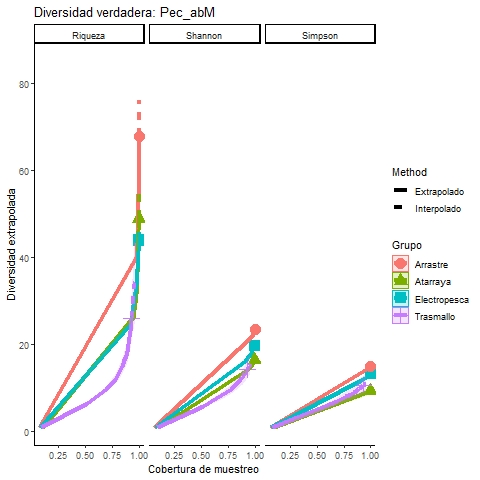 Diversidad verdadera: Pec_abM
Riqueza
Shannon
Simpson
80
60
40
20
0
Diversidad extrapolada
0.25 0.50 0.75 1.00
0.25 0.50 0.75 1.00
0.25 0.50 0.75 1.00
Cobertura de muestreo
Method
Extrapolado
Interpolado
Grupo
Arrastre
Atarraya
Electropesca
Trasmallo